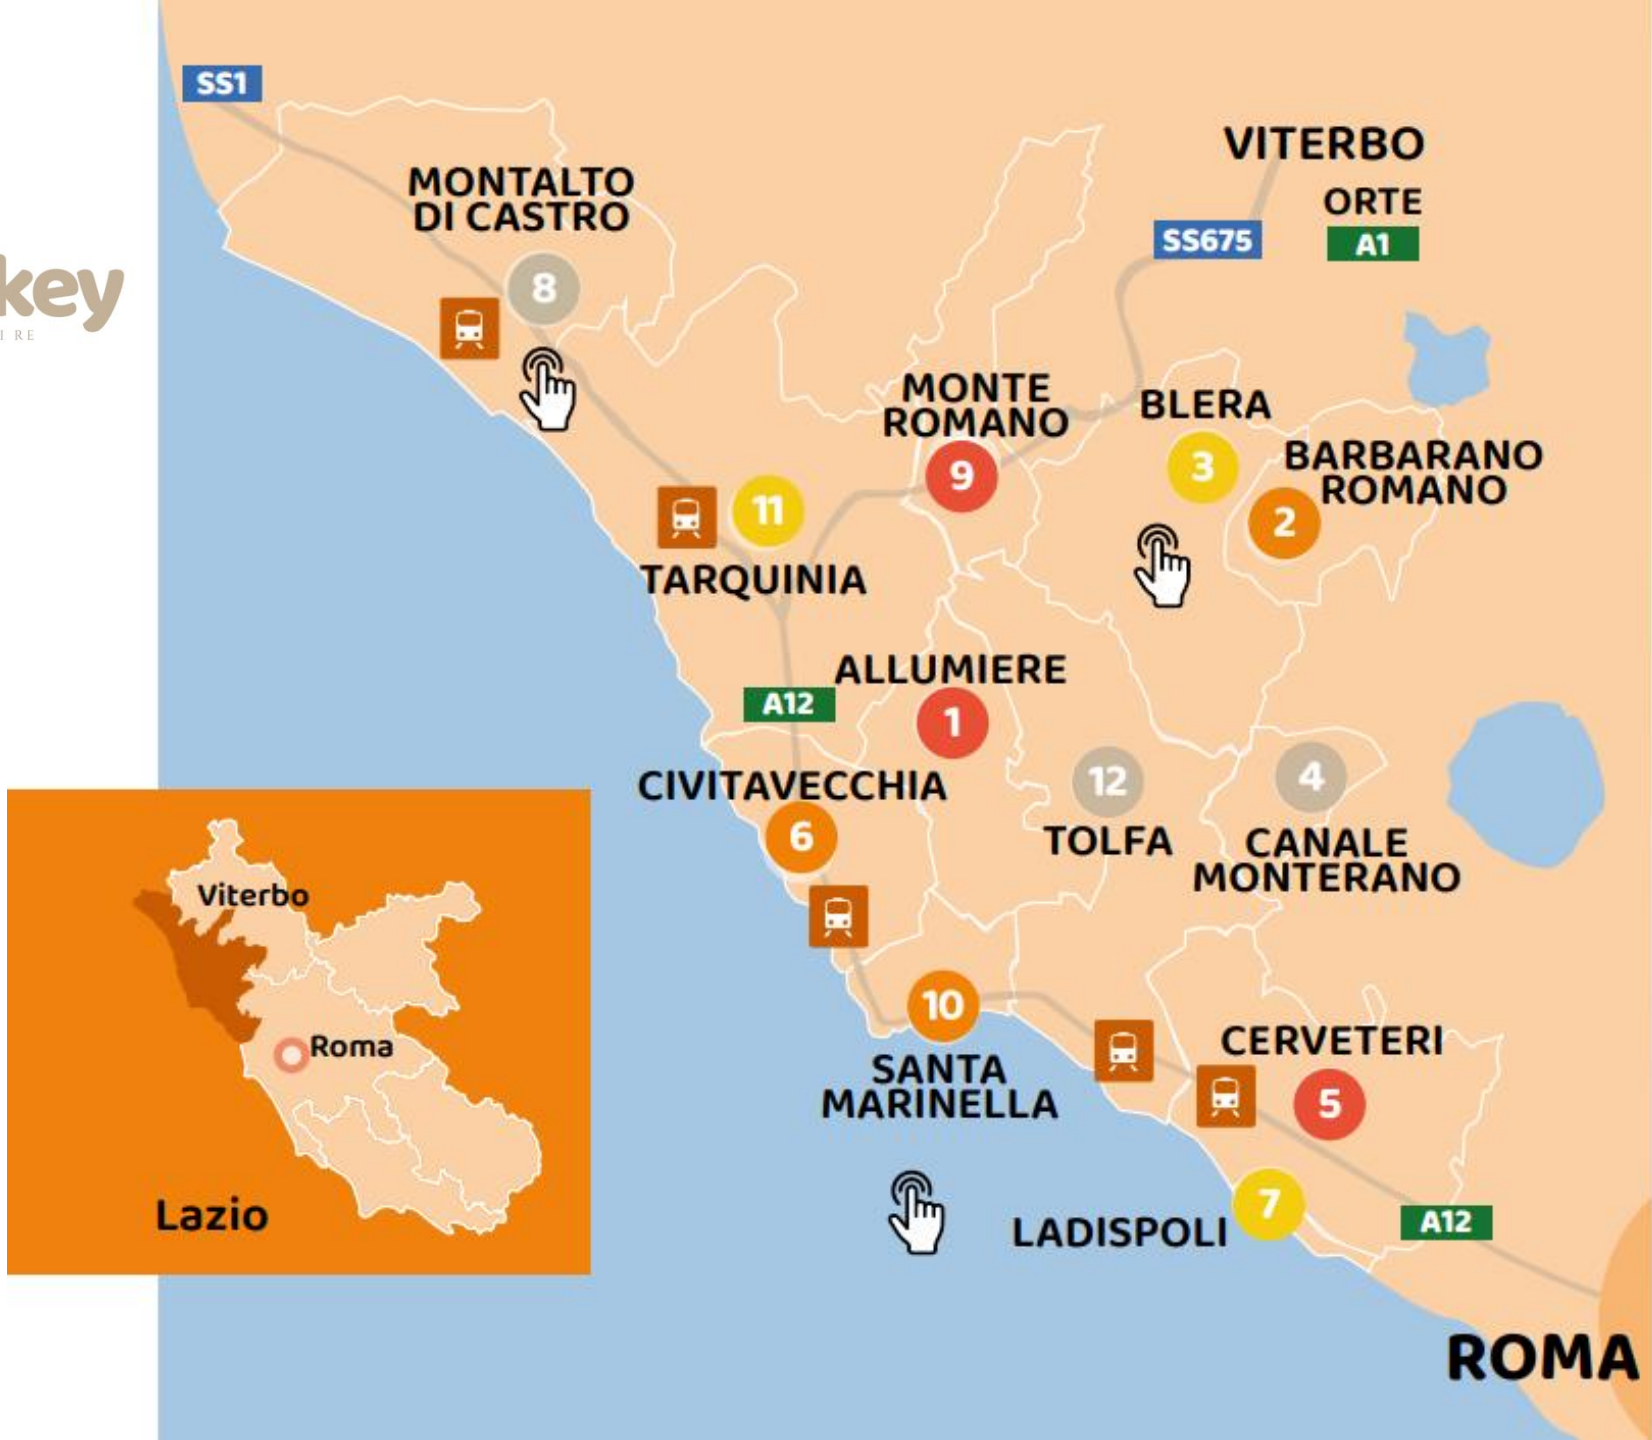 SS1
VITERBO
MONTALTO
DI CASTRO
ORTE
SS675
A1
key
I RE
8
MONTE
ROMANO
BLERA
9
3
BARBARANO
ROMANO
11
2
TARQUINIA
ALLUMIERE
A12
1
CIVITAVECCHIA
12
4
6
TOLFA
CANALE
MONTERANO
Viterbo
10
Roma
CERVETERI
SANTA
MARINELLA
5
7
Lazio
LADISPOLI
A12
ROMA